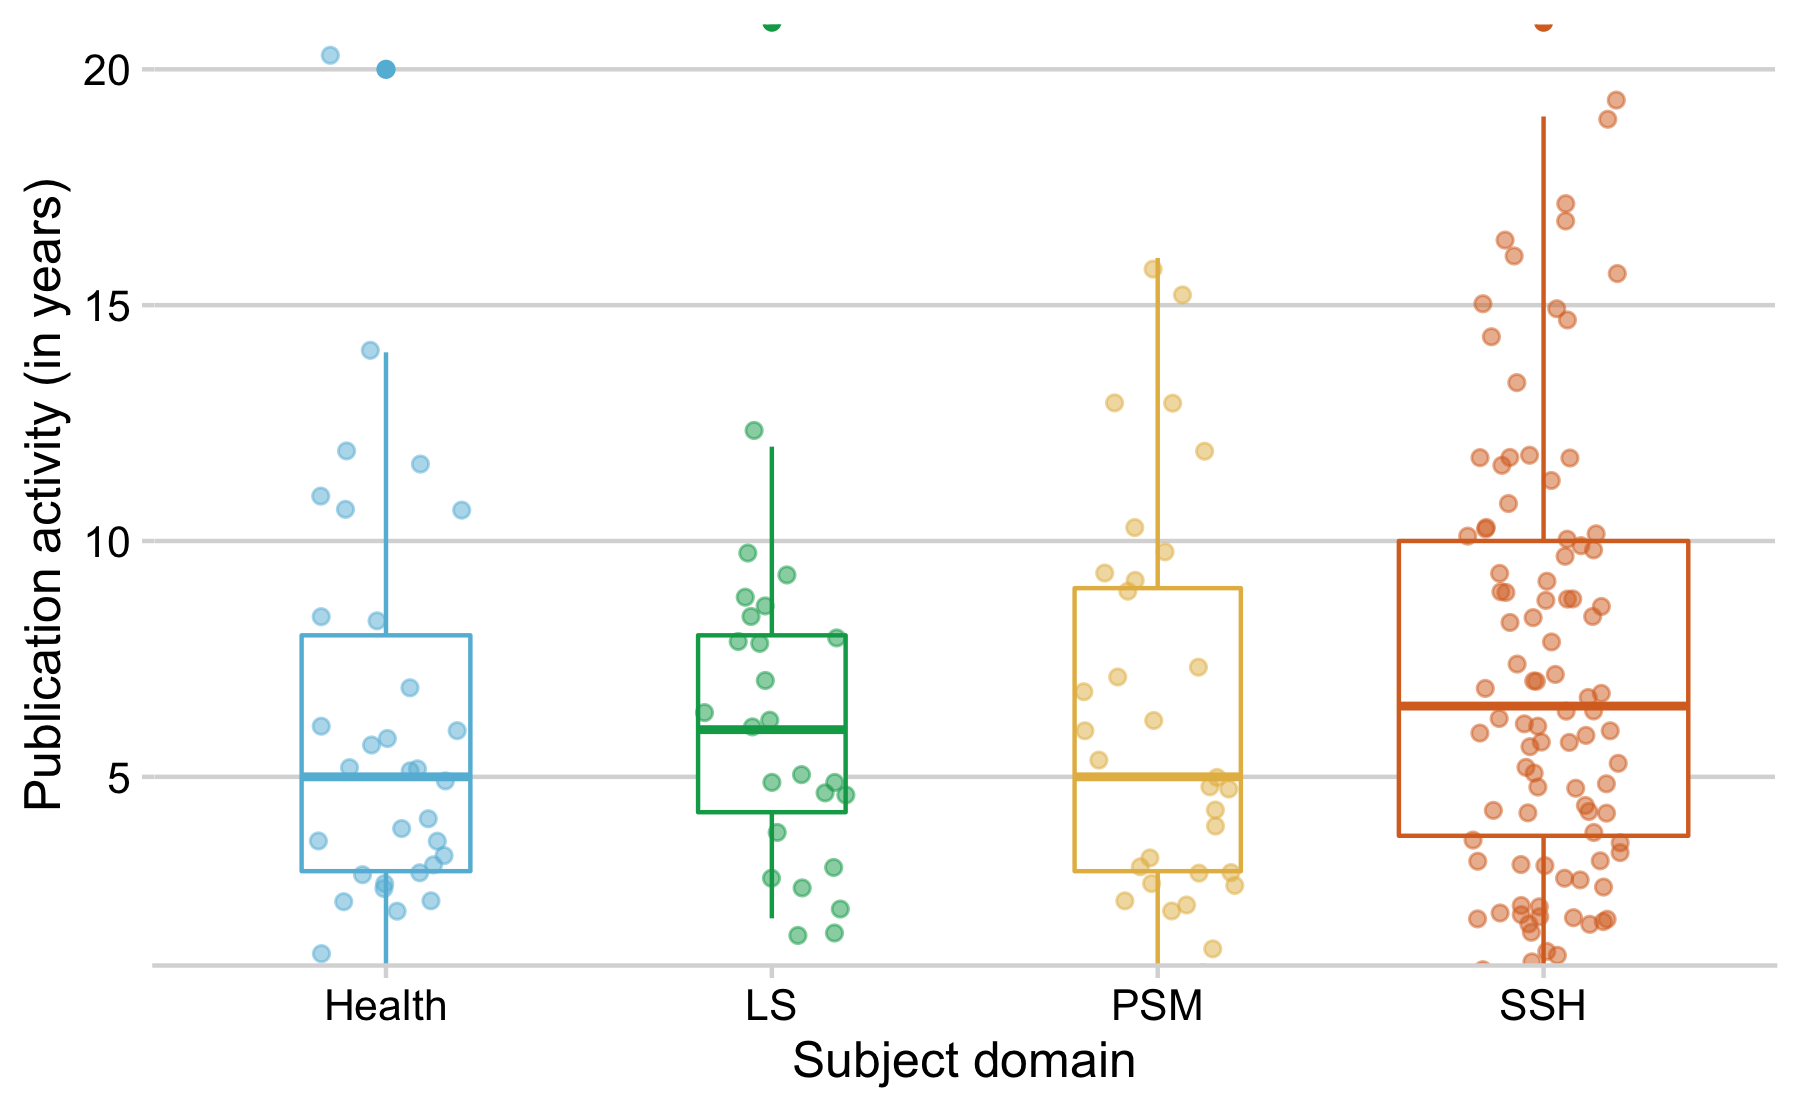 Publication activity (in years)
20
15
10
5
Health
LS
PSM
SSH
Subject domain